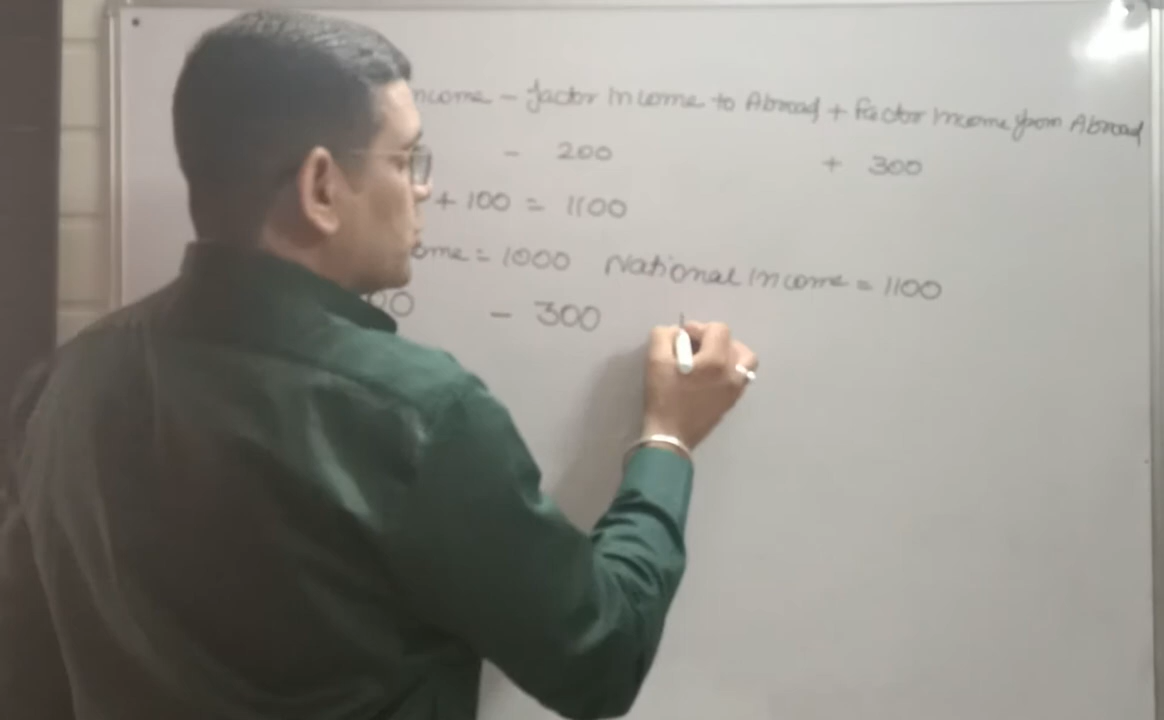 ncome - factor Income to Abroad + factor Income from Abroad
- 200 + 300
+ 100 = 1100
ome = 1000 National Income = 1100
00 - 300